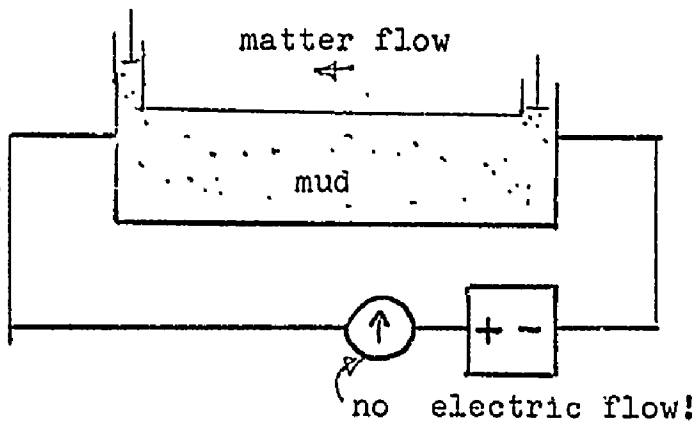 matter flow
mud
+ -
no electric flow!